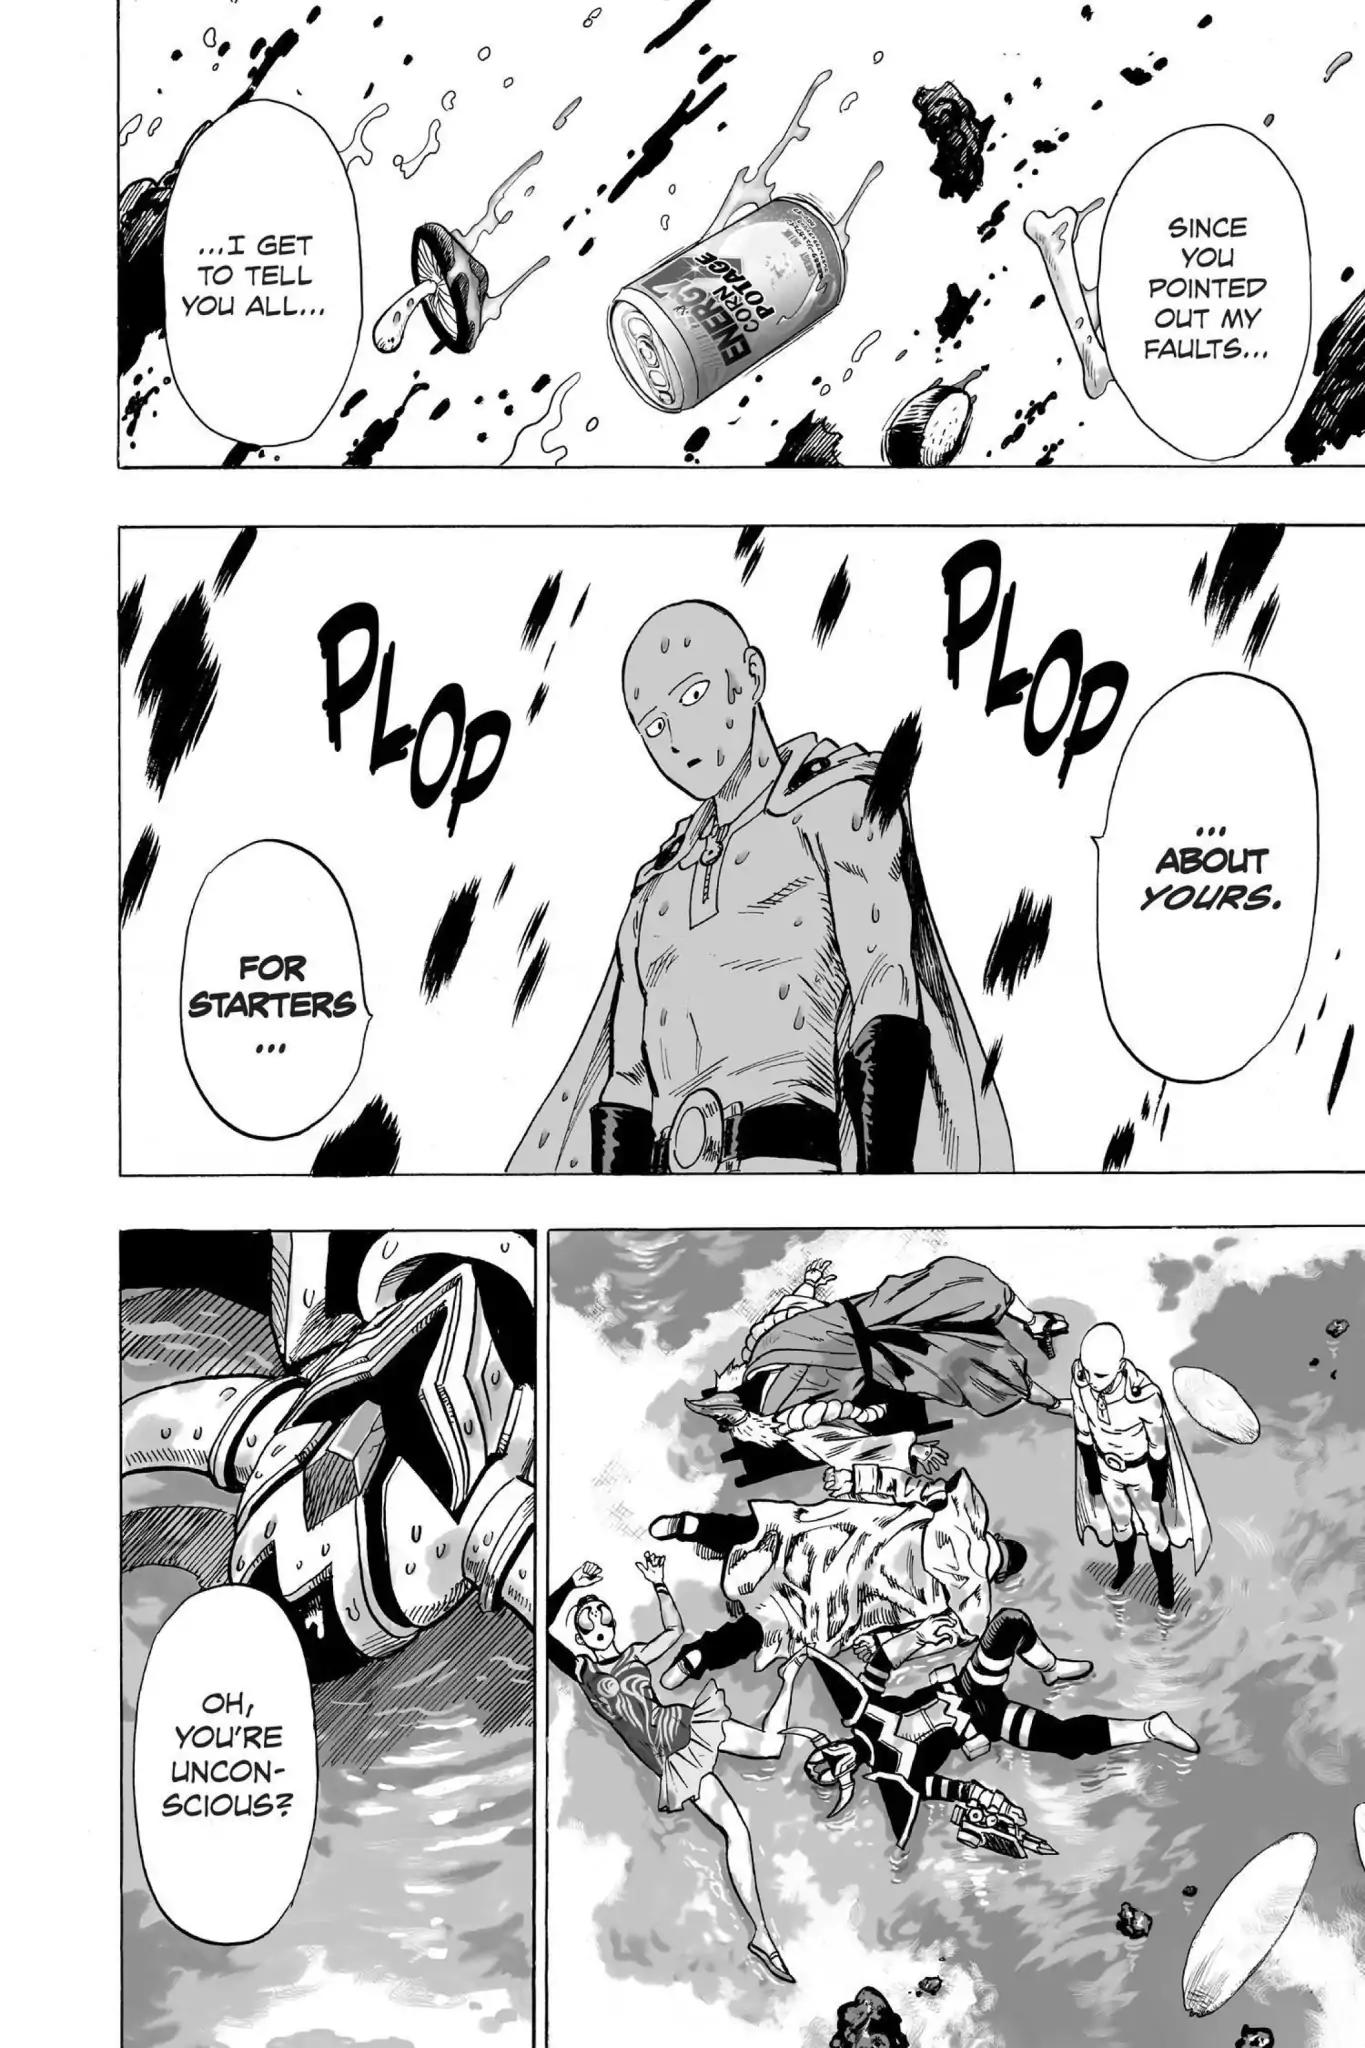 SINCE
YOU
POINTED
OUT MY
FAULTS...
ENERGY
CORN
POTAGE
...I GET
TO TELL
YOU ALL...
PLOP
...
ABOUT
YOURS.
PLOP
FOR
STARTERS
...
OH,
YOU'RE
UNCON-
SCIOUS?